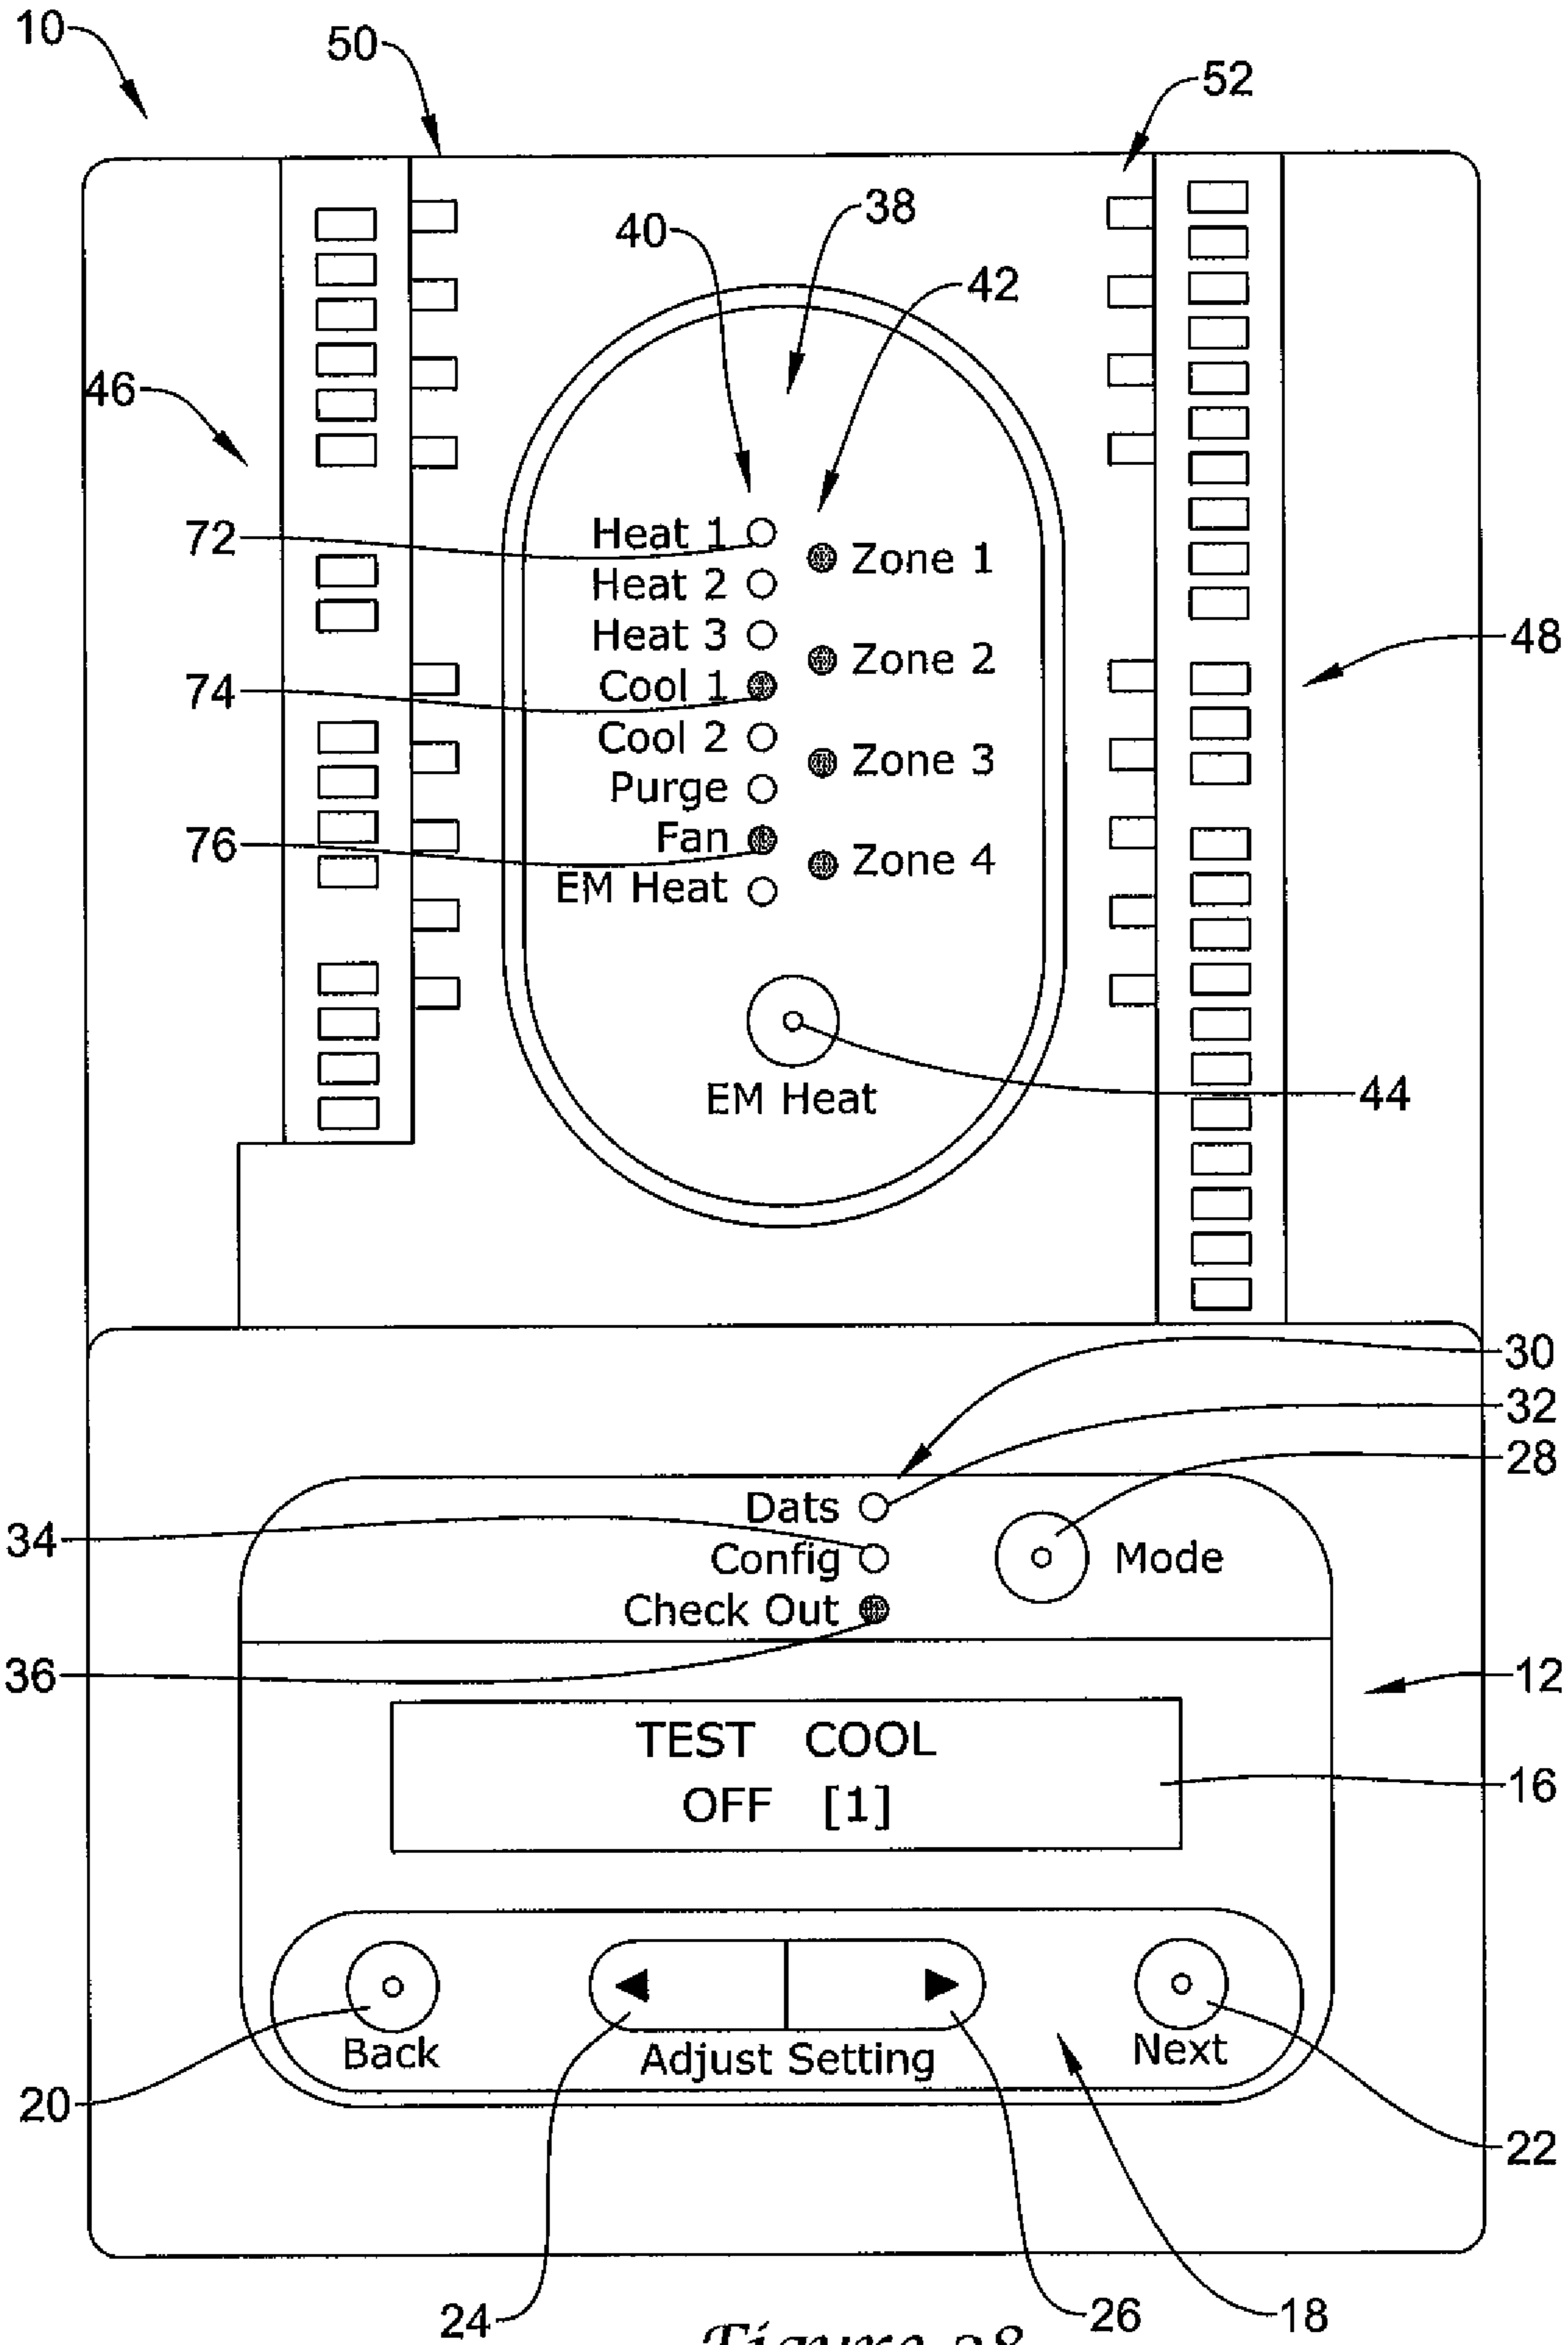 10
50
52
38
40
42
46
72
Heat 1
Zone 1
Heat 2
Heat 3
48
Zone 2
74
Cool 1
Cool 2
Zone 3
Purge
76
Fan
Zone 4
EM Heat
44
EM Heat
30
32
28
Dats
34
Config
Mode
Check Out
36
12
TEST COOL
16
OFF [1]
Back
Adjust Setting
Next
20
22
24
26
18
Figure 28